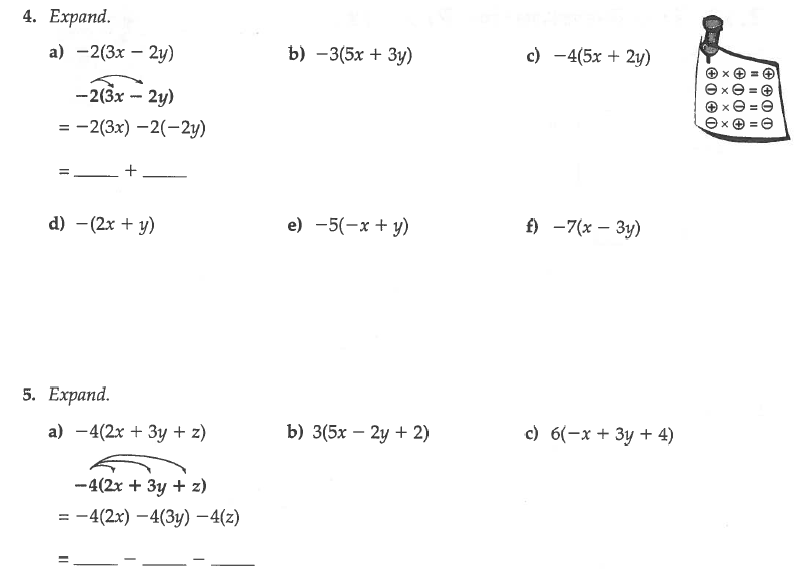 4. Expand.
a) −2(3x − 2y)
b) −3(5x + 3y)
c) −4(5x + 2y)
⊕ × ⊕ = ⊕
⊖ × ⊖ = ⊕
⊕ × ⊖ = ⊖
⊖ × ⊕ = ⊖
−2(3x − 2y)
= −2(3x) −2(−2y)
= ____ + ____
d) −(2x + y)
e) −5(−x + y)
f) −7(x − 3y)
5. Expand.
a) −4(2x + 3y + z)
b) 3(5x − 2y + 2)
c) 6(−x + 3y + 4)
−4(2x + 3y + z)
= −4(2x) −4(3y) −4(z)
= ____ − ____ − ____